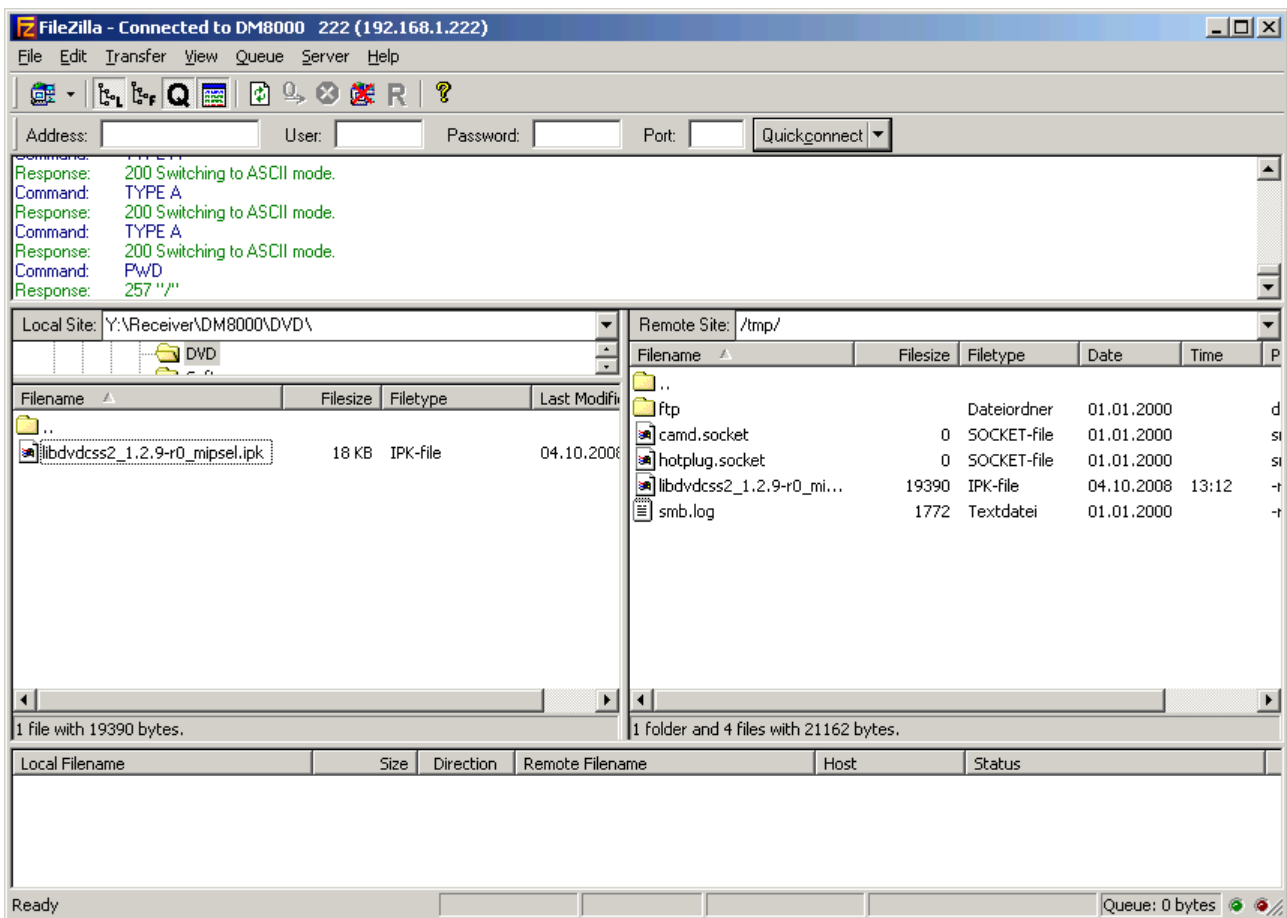 FileZilla - Connected to DM8000 222 (192.168.1.222)
File Edit Transfer View Queue Server Help
L F Q R ?
Address: User: Password: Port: Quickconnect
Response: 200 Switching to ASCII mode.
Command: TYPE A
Response: 200 Switching to ASCII mode.
Command: TYPE A
Response: 200 Switching to ASCII mode.
Command: PWD
Response: 257 "/"
Local Site: Y:\Receiver\DM8000\DVD\
DVD
Filename Filesize Filetype Last Modifi
..
libdvdcss2_1.2.9-r0_mipsel.ipk 18 KB IPK-file 04.10.2008
1 file with 19390 bytes.
Remote Site: /tmp/
Filename Filesize Filetype Date Time P
..
ftp Dateiordner 01.01.2000 d
camd.socket 0 SOCKET-file 01.01.2000 sr
hotplug.socket 0 SOCKET-file 01.01.2000 sr
libdvdcss2_1.2.9-r0_mi... 19390 IPK-file 04.10.2008 13:12 -r
smb.log 1772 Textdatei 01.01.2000 -r
1 folder and 4 files with 21162 bytes.
Local Filename Size Direction Remote Filename Host Status
Ready Queue: 0 bytes